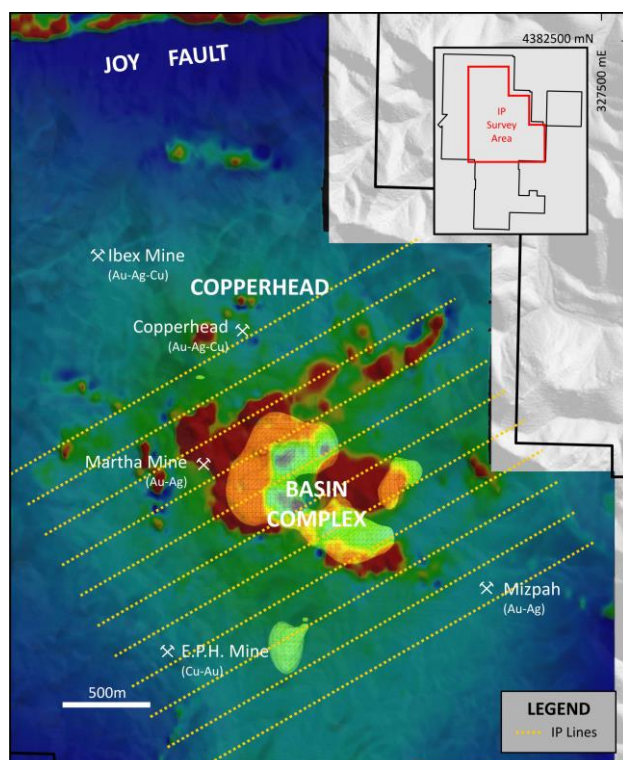 JOY FAULT
4382500 mN
327500 mE
IP
Survey
Area
Ibex Mine
(Au-Ag-Cu)
COPPERHEAD
Copperhead
(Au-Ag-Cu)
Martha Mine
(Au-Ag)
BASIN
COMPLEX
Mizpah
(Au-Ag)
E.P.H. Mine
(Cu-Au)
500m
LEGEND
IP Lines